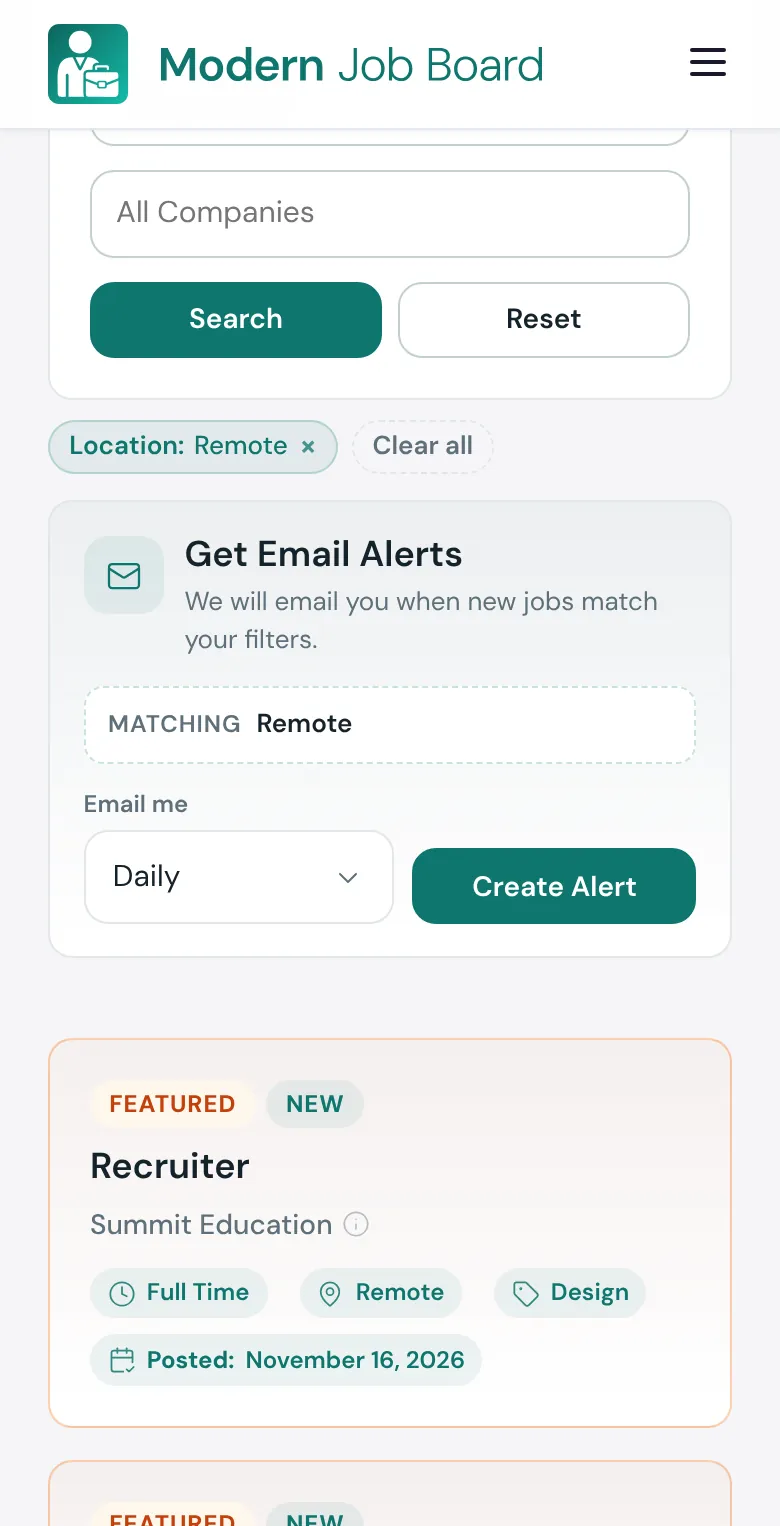 Modern Job Board
All Companies
Search Reset
Location: Remote × Clear all
Get Email Alerts
We will email you when new jobs match
your filters.
MATCHING Remote
Email me
Daily
Create Alert
FEATURED NEW
Recruiter
Summit Education
Full Time Remote Design
Posted: November 16, 2026
FEATURED NEW